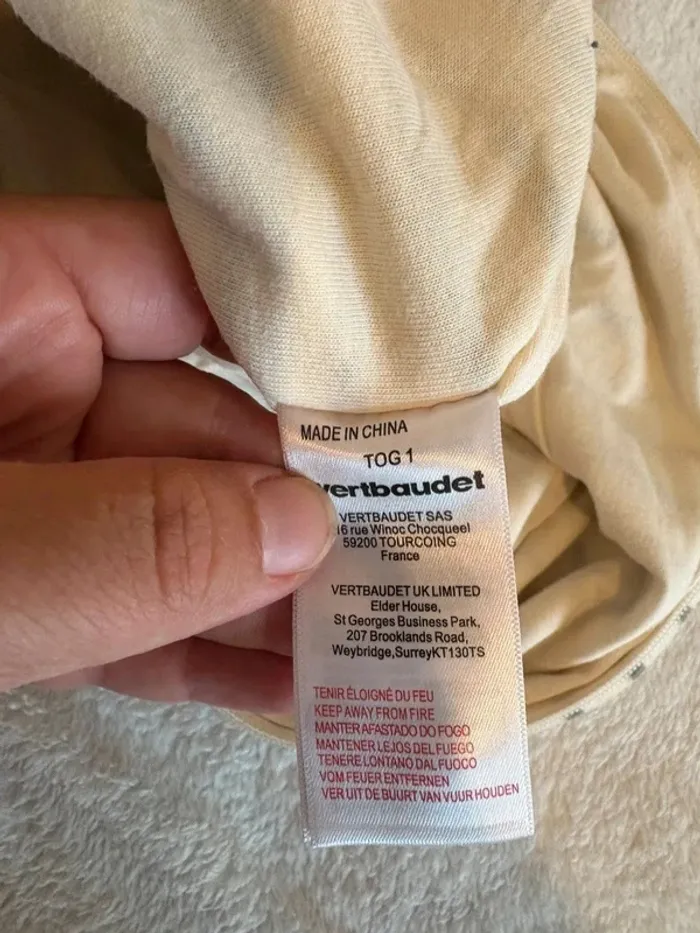 MADE IN CHINA
TOG 1
vertbaudet
VERTBAUDET SAS
16 rue Winoc Chocqueel
59200 TOURCOING
France
VERTBAUDET UK LIMITED
Elder House,
St Georges Business Park,
207 Brooklands Road,
Weybridge,SurreyKT130TS
TENIR ÉLOIGNÉ DU FEU
KEEP AWAY FROM FIRE
MANTER AFASTADO DO FOGO
MANTENER LEJOS DEL FUEGO
TENERE LONTANO DAL FUOCO
VOM FEUER ENTFERNEN
VER UIT DE BUURT VAN VUUR HOUDEN